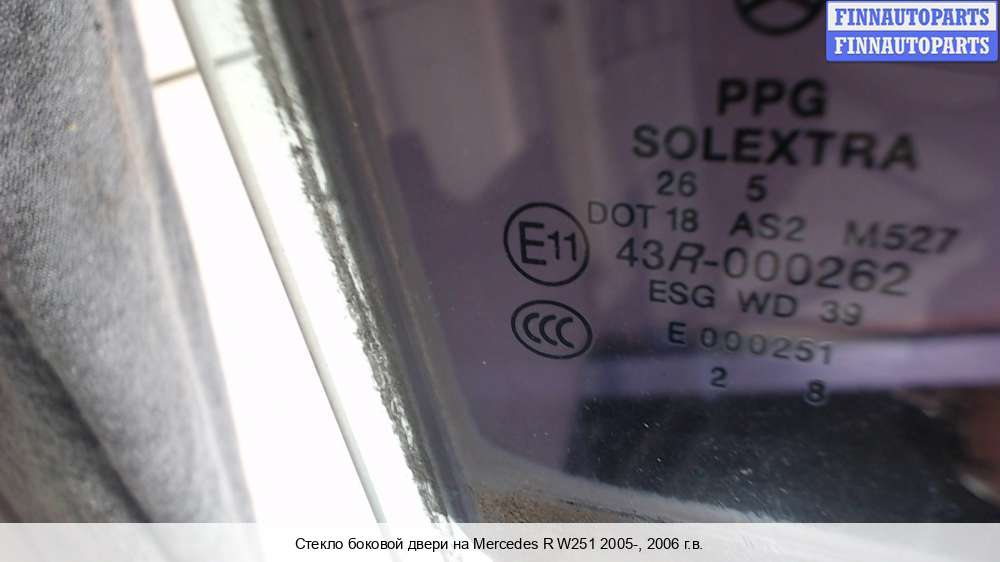 FINNAUTOPARTS
FINNAUTOPARTS
PPG
SOLEXTRA
26 5
DOT 18 AS2 M527
E11 43R-000262
ESG WD 39
CCC E 000251
2 8
Стекло боковой двери на Mercedes R W251 2005-, 2006 г.в.